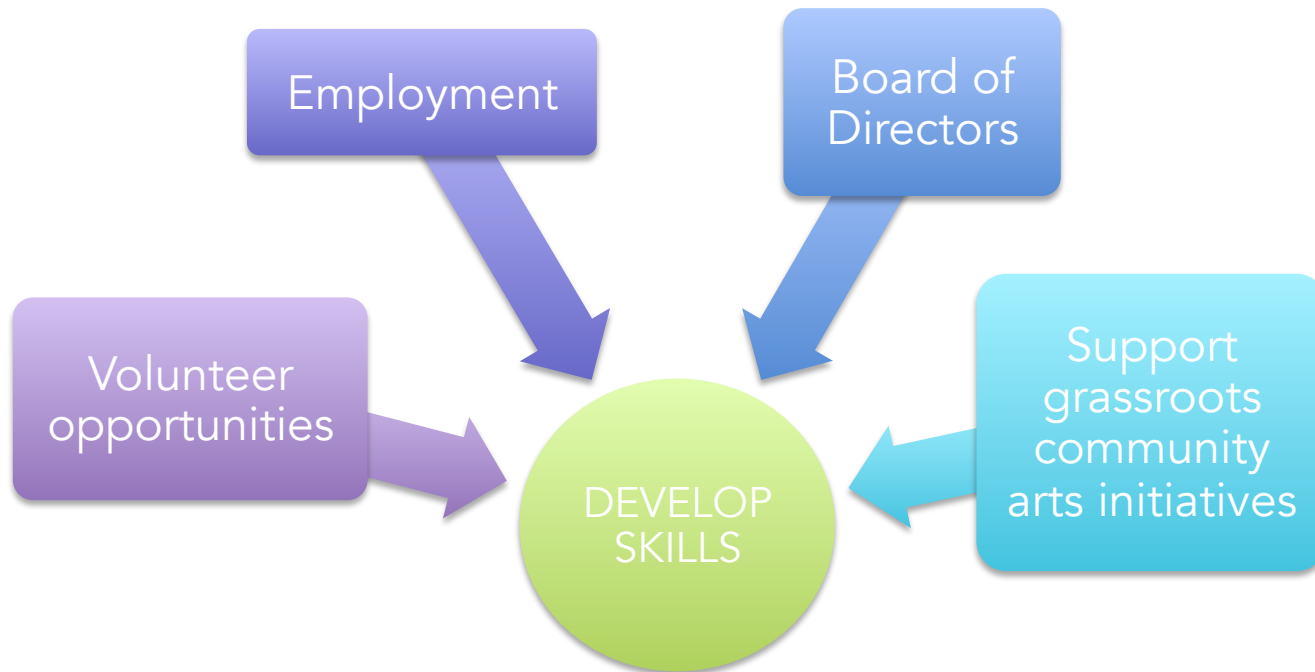 Employment
Board of
Directors
Volunteer
opportunities
Support
grassroots
community
arts initiatives
DEVELOP
SKILLS